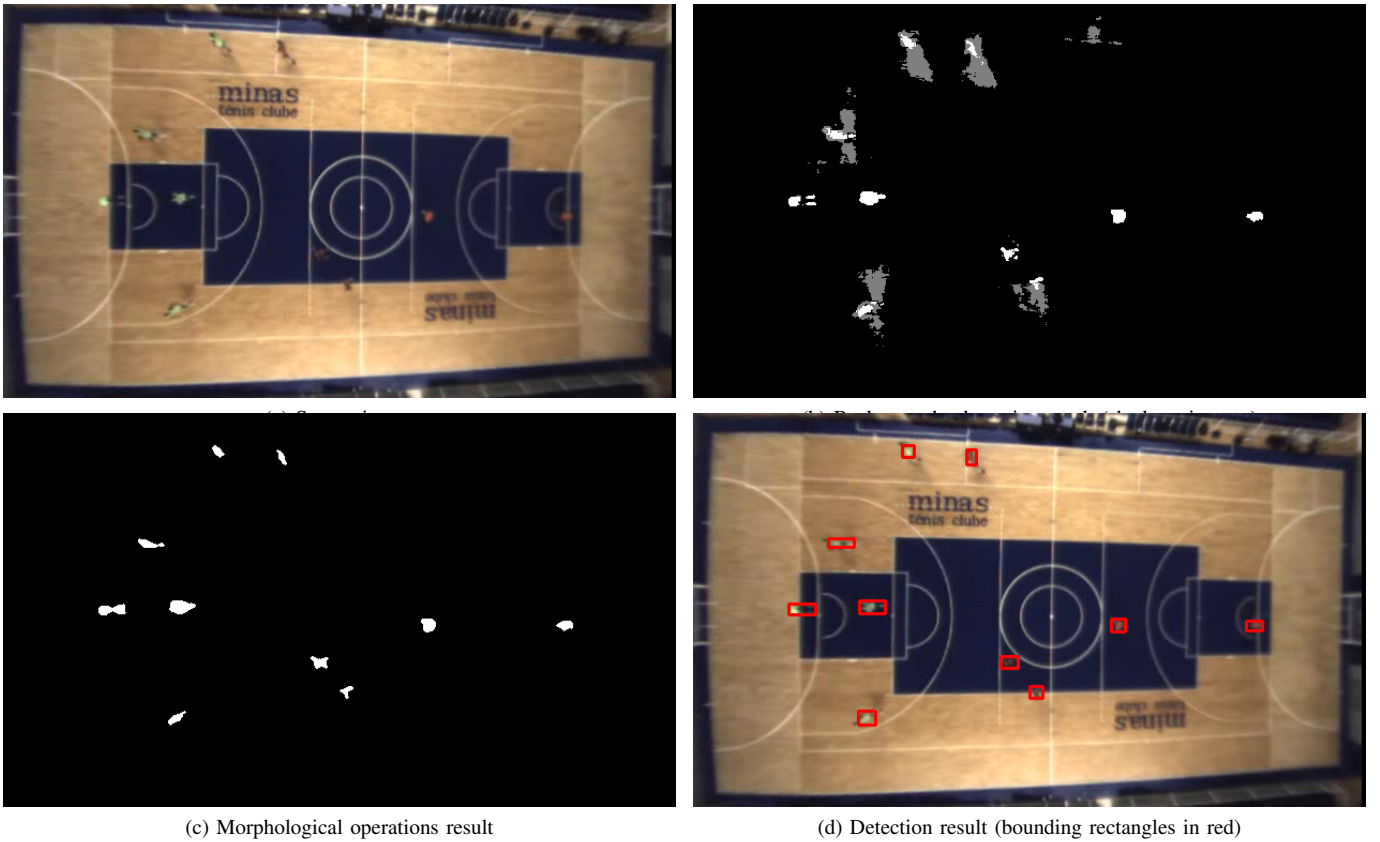 minas
tênis clube
minas
tênis clube
minas
tênis clube
minas
tênis clube
(c) Morphological operations result
(d) Detection result (bounding rectangles in red)